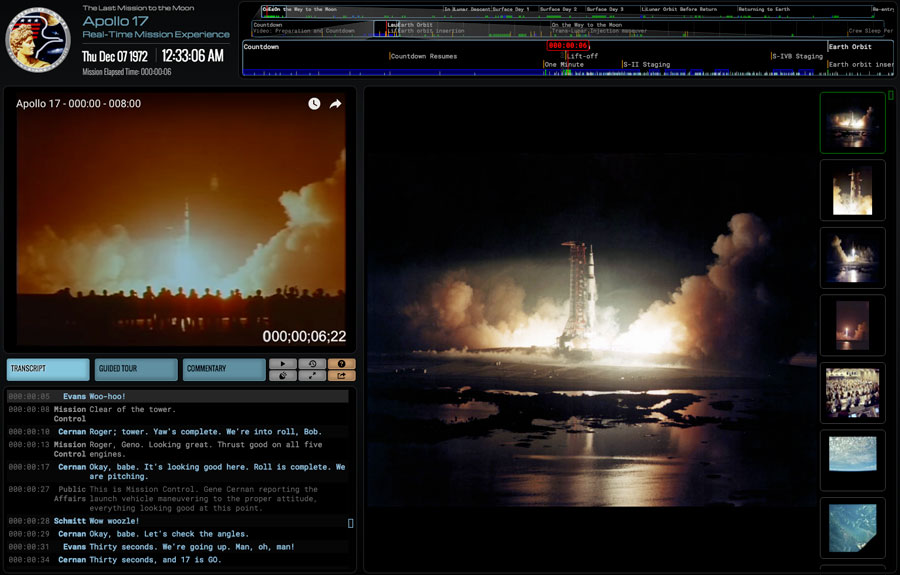 The Last Mission to the Moon
Apollo 17
Real-Time Mission Experience
Thu Dec 07 1972
12:33:06 AM
Mission Elapsed Time: 000:00:06
the Way to the Moon
Surface Day 1
Surface Day 2
Surface Day 3
Lunar Orbit Before Return
Returning to Earth
Re-entry
Countdown
Earth Orbit
On the Way to the Moon
Video: Preparation and Countdown
Earth orbit insertion
Trans-Lunar Injection maneuver
Crew Sleep Per
Countdown
000:00:06
Earth Orbit
Countdown Resumes
Lift-off
S-IVB Staging
One Minute
S-II Staging
Earth orbit inser
Apollo 17 - 000:00 - 008:00
000;00;06;22
TRANSCRIPT
GUIDED TOUR
COMMENTARY
000:00:05 Evans Woo-hoo!
000:00:08 Mission Control Clear of the tower.
000:00:10 Cernan Roger; tower. Yaw's complete. We're into roll, Bob.
000:00:13 Mission Control Roger, Geno. Looking great. Thrust good on all five
engines.
000:00:17 Cernan Okay, babe. It's looking good here. Roll is complete. We
are pitching.
000:00:27 Public Affairs This is Mission Control. Gene Cernan reporting the
launch vehicle maneuvering to the proper attitude,
everything looking good at this point.
000:00:28 Schmitt Wow woozle!
000:00:29 Cernan Okay, babe. Let's check the angles.
000:00:31 Evans Thirty seconds. We're going up. Man, oh, man!
000:00:34 Cernan Thirty seconds, and 17 is GO.